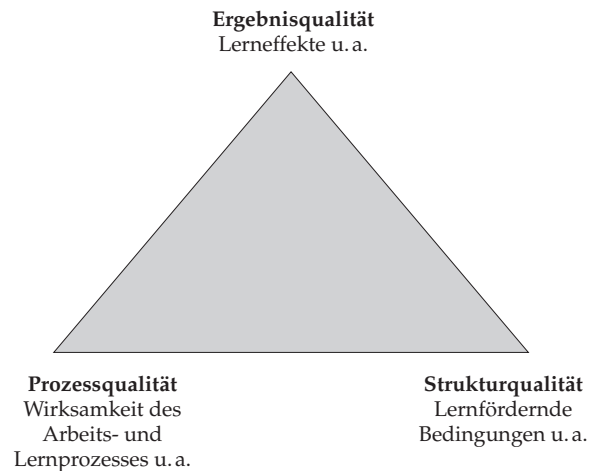 Ergebnisqualität
Lerneffekte u. a.
Prozessqualität
Wirksamkeit des
Arbeits- und
Lernprozesses u. a.
Strukturqualität
Lernfördernde
Bedingungen u. a.